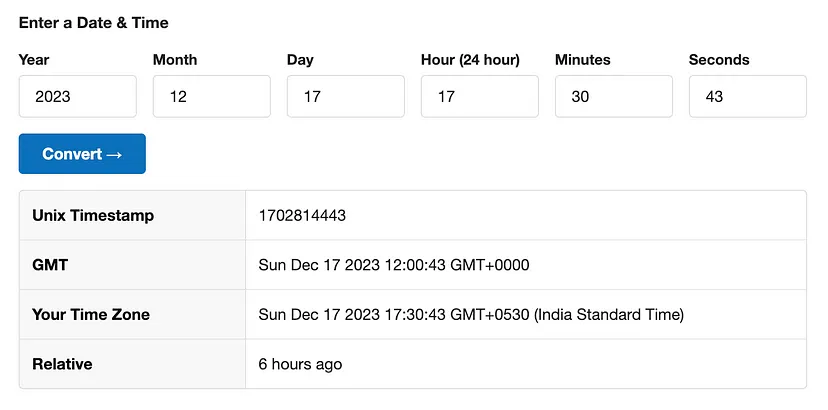 Enter a Date & Time
Year Month Day Hour (24 hour) Minutes Seconds
2023 12 17 17 30 43
Convert →
Unix Timestamp 1702814443
GMT Sun Dec 17 2023 12:00:43 GMT+0000
Your Time Zone Sun Dec 17 2023 17:30:43 GMT+0530 (India Standard Time)
Relative 6 hours ago